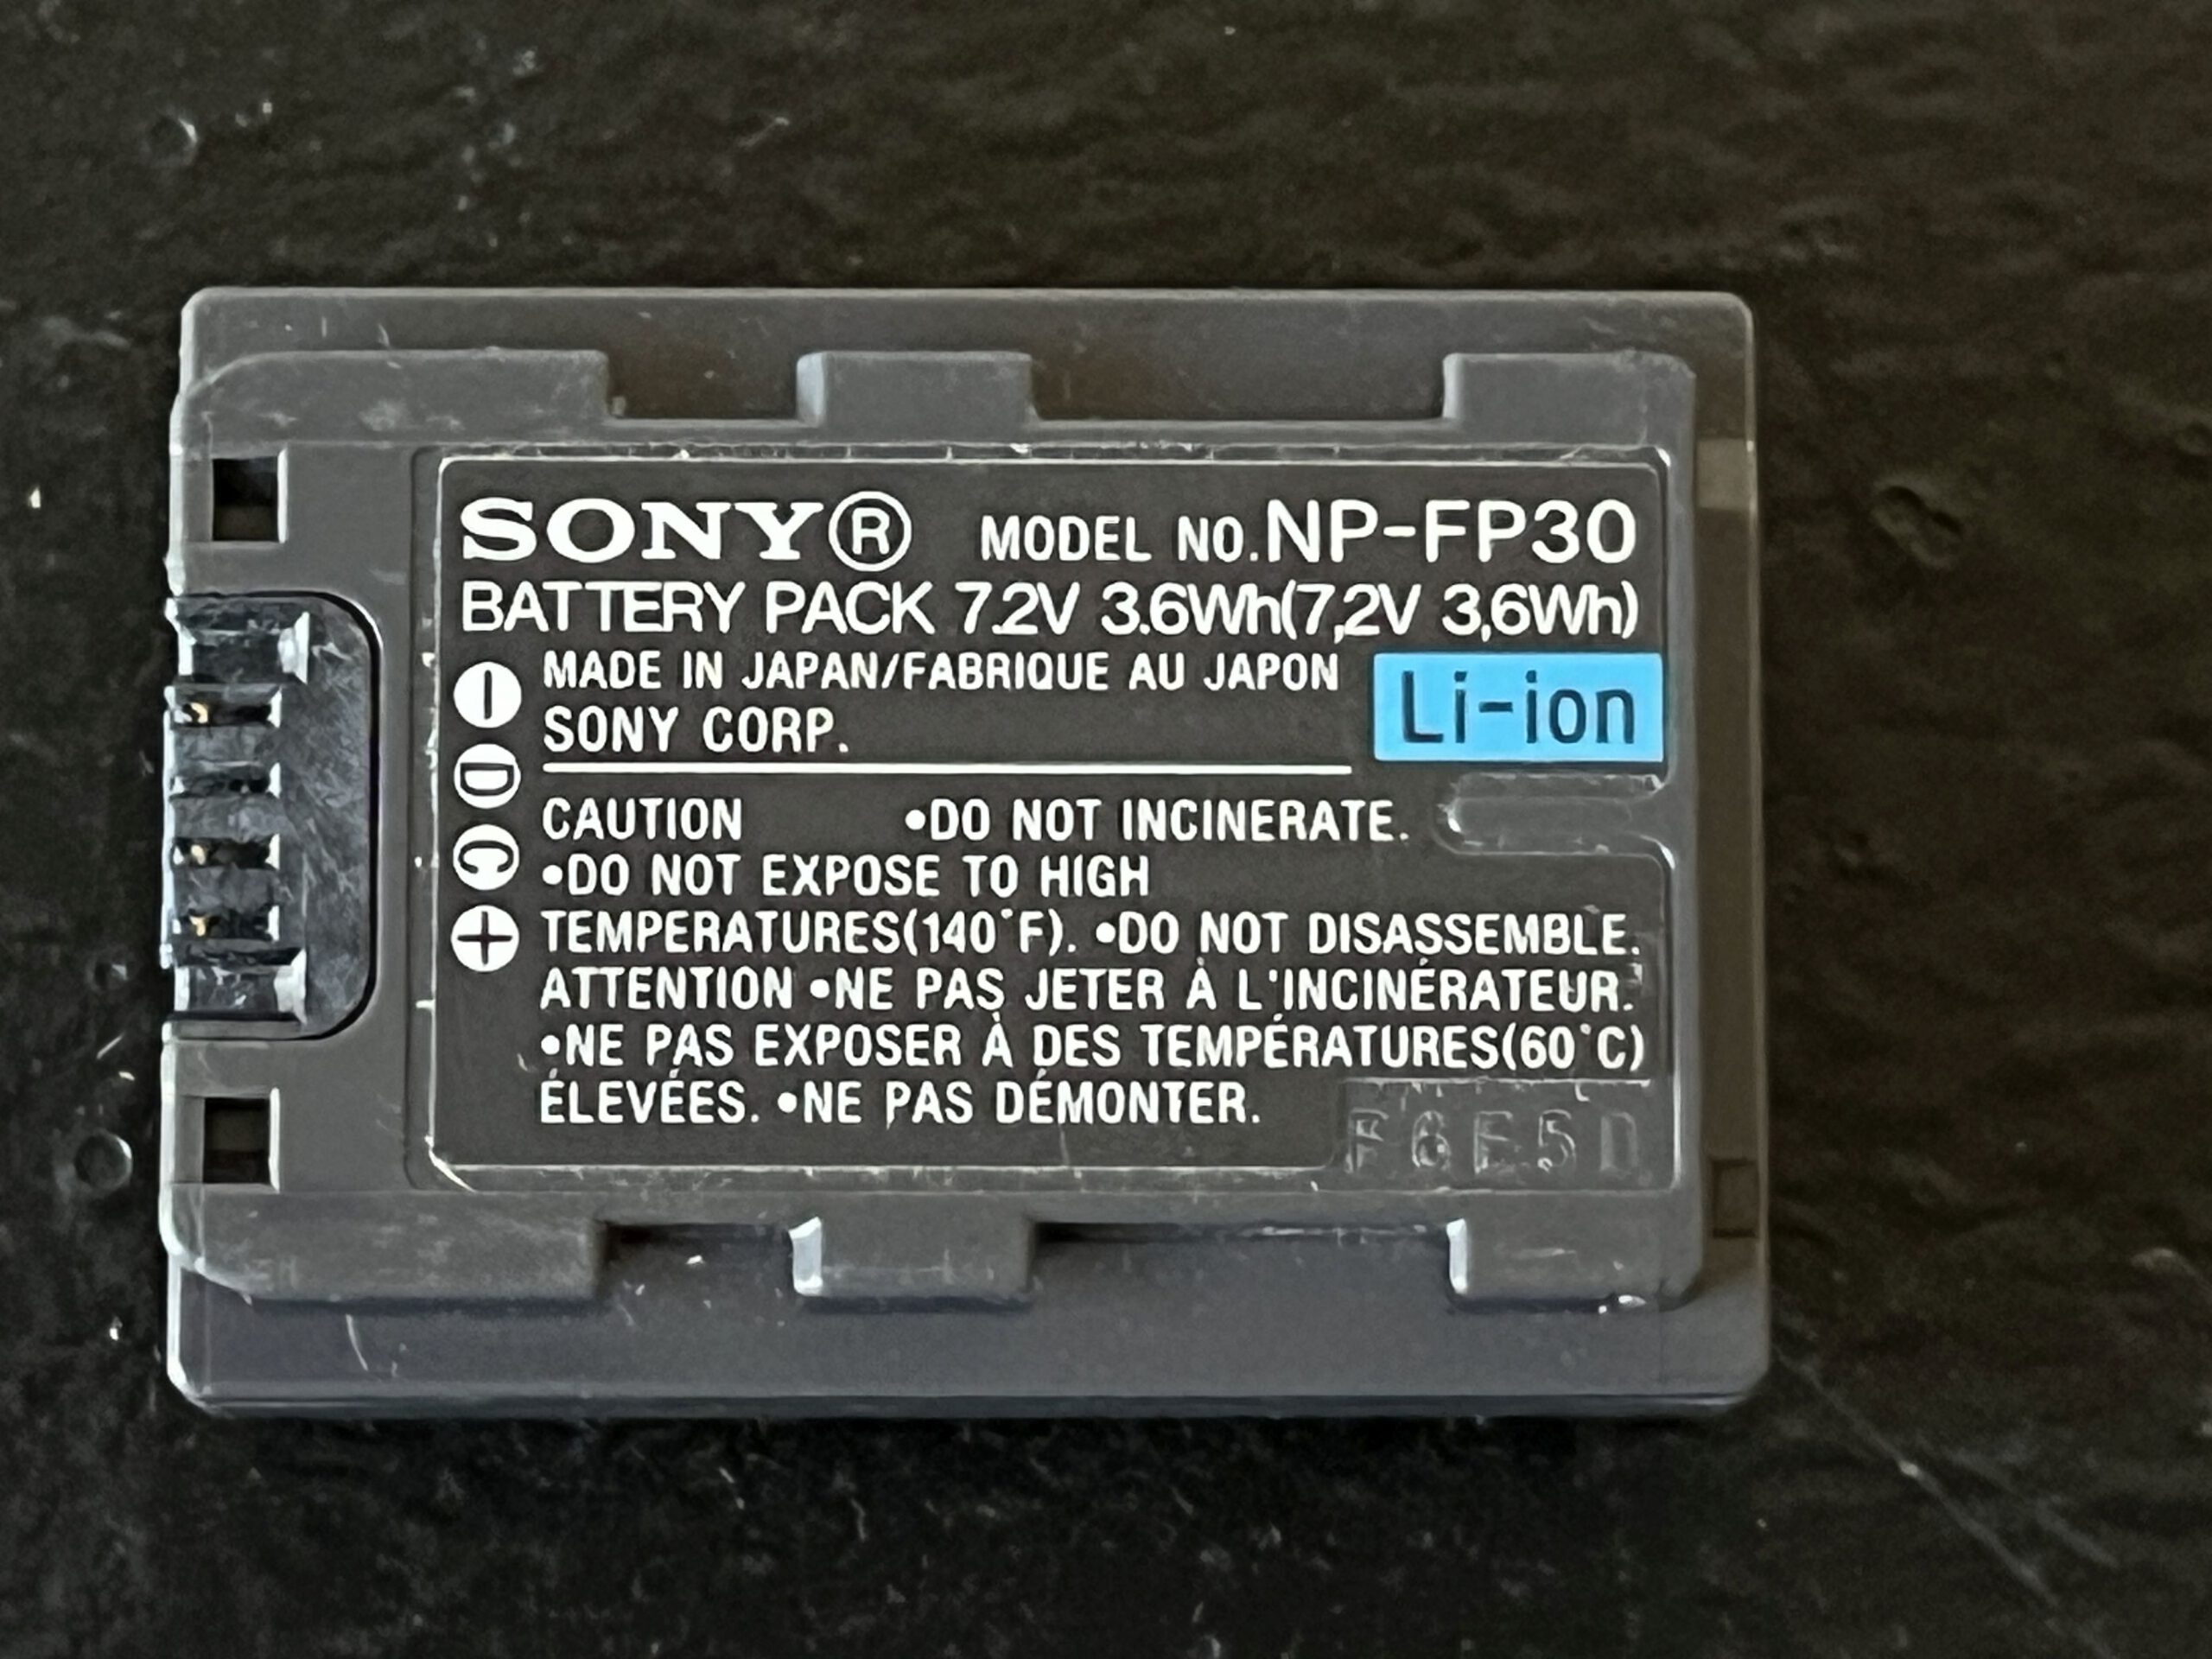 SONY® MODEL NO.NP-FP30
BATTERY PACK 7.2V 3.6Wh(7,2V 3,6Wh)
MADE IN JAPAN/FABRIQUE AU JAPON
SONY CORP.
Li-ion
D
C
CAUTION •DO NOT INCINERATE.
•DO NOT EXPOSE TO HIGH
TEMPERATURES(140°F). •DO NOT DISASSEMBLE.
ATTENTION •NE PAS JETER À L'INCINÉRATEUR.
•NE PAS EXPOSER À DES TEMPÉRATURES(60°C)
ÉLEVÉES. •NE PAS DÉMONTER.